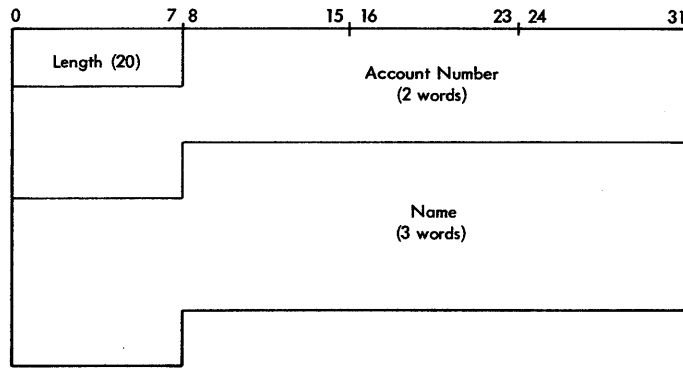 0 7 8 15 16 23 24 31
Length (20)
Account Number
(2 words)
Name
(3 words)